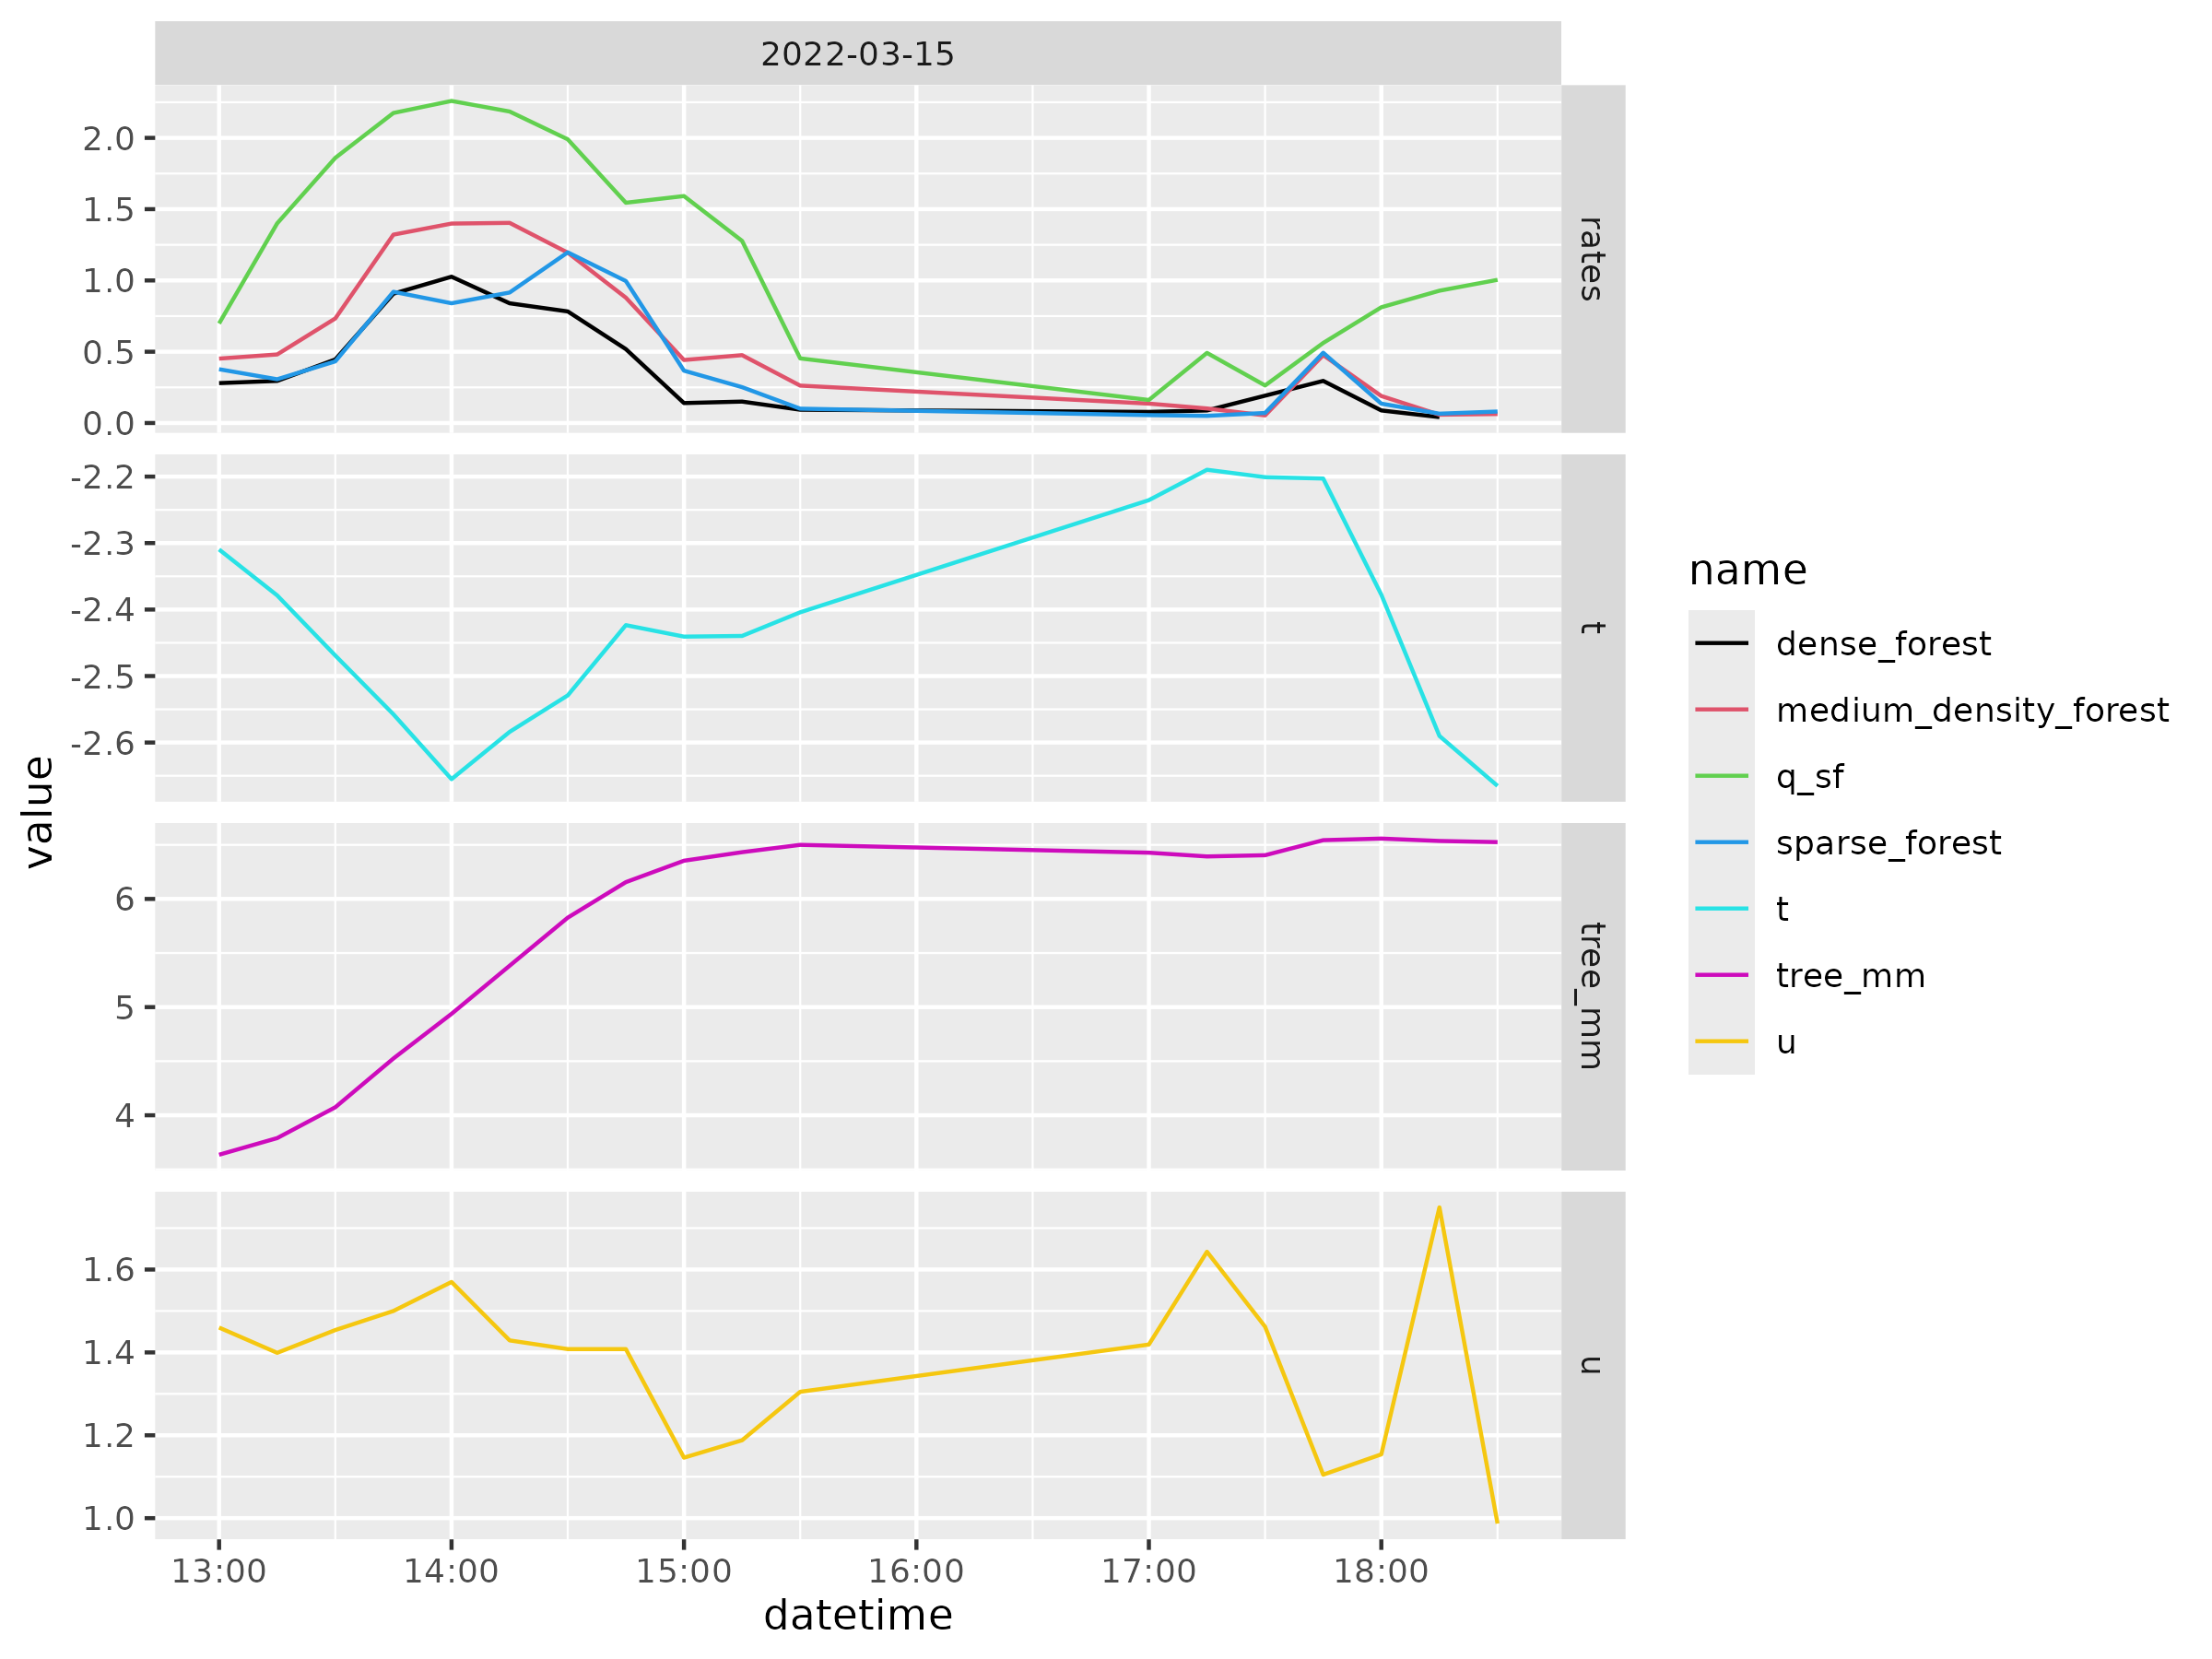 2022-03-15
2.0
1.5
1.0
0.5
0.0
rates
-2.2
-2.3
-2.4
-2.5
-2.6
t
6
5
4
tree_mm
1.6
1.4
1.2
1.0
u
13:00 14:00 15:00 16:00 17:00 18:00
datetime
value
name
dense_forest
medium_density_forest
q_sf
sparse_forest
t
tree_mm
u